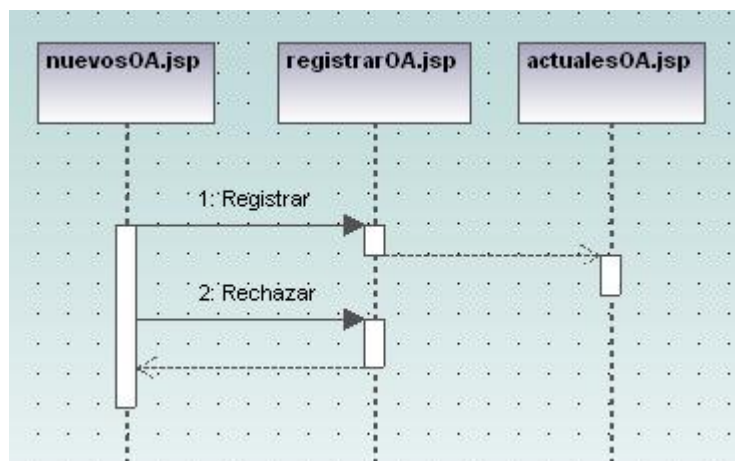 nuevosOA.jsp
registrarOA.jsp
actualesOA.jsp
1: Registrar
2: Rechazar